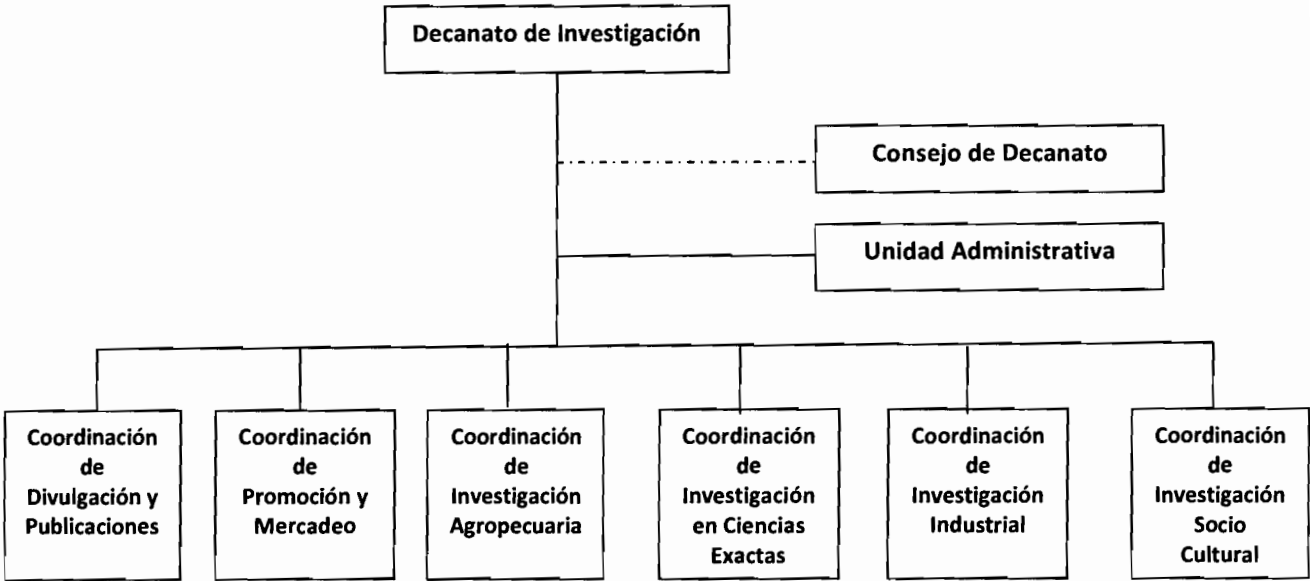 Decanato de Investigación
Consejo de Decanato
Unidad Administrativa
Coordinación
de
Divulgación y
Publicaciones
Coordinación
de
Promoción y
Mercadeo
Coordinación
de
Investigación
Agropecuaria
Coordinación
de
Investigación
en Ciencias
Exactas
Coordinación
de
Investigación
Industrial
Coordinación
de
Investigación
Socio
Cultural